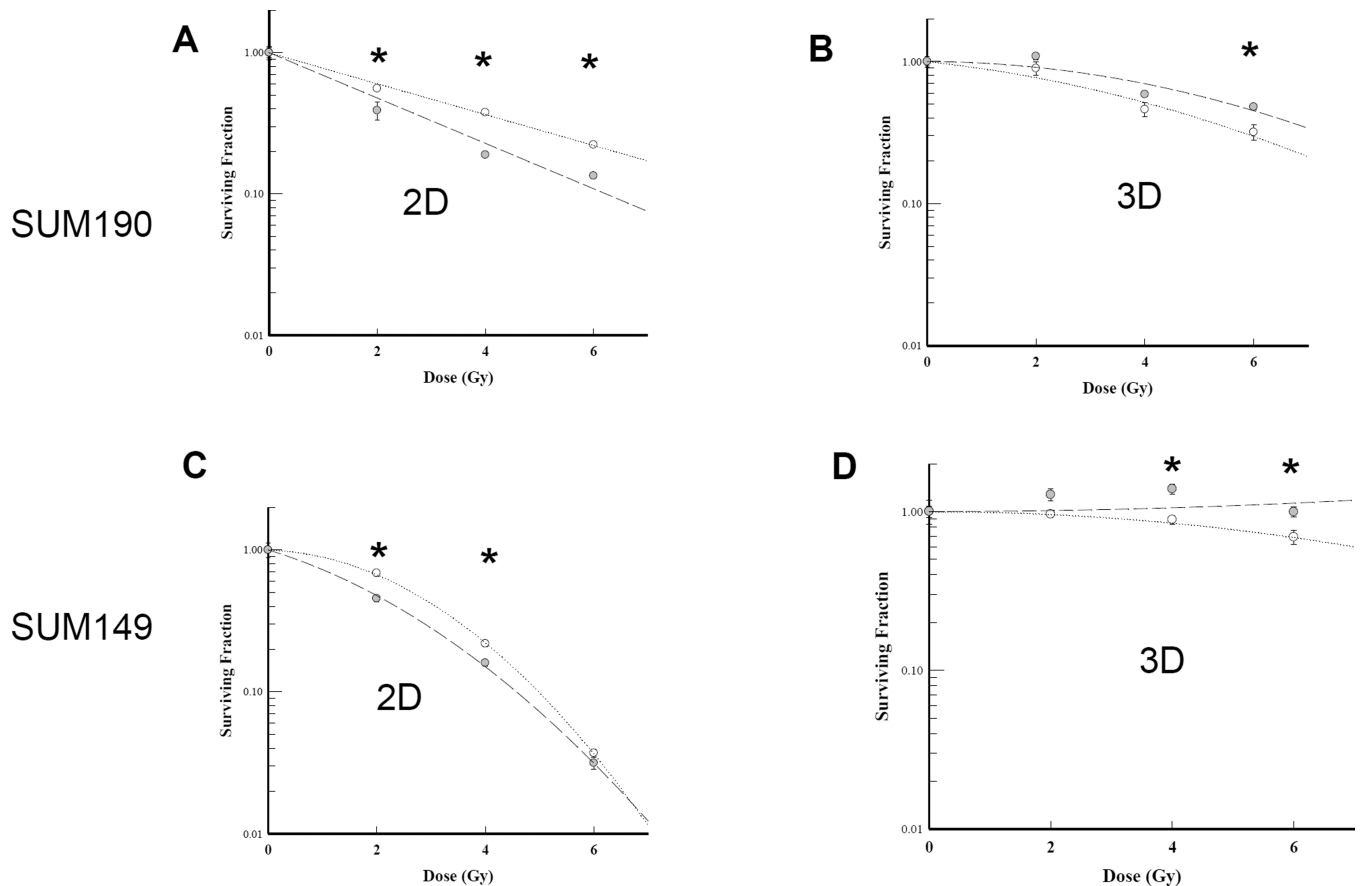 A
*
*
*
1.00
0.10
0.01
Surviving Fraction
2D
0
2
4
6
Dose (Gy)
B
*
1.00
0.10
0.01
Surviving Fraction
3D
0
2
4
6
Dose (Gy)
SUM190
C
*
*
1.00
0.10
0.01
Surviving Fraction
2D
0
2
4
6
Dose (Gy)
D
*
*
1.00
0.10
0.01
Surviving Fraction
3D
0
2
4
6
Dose (Gy)
SUM149